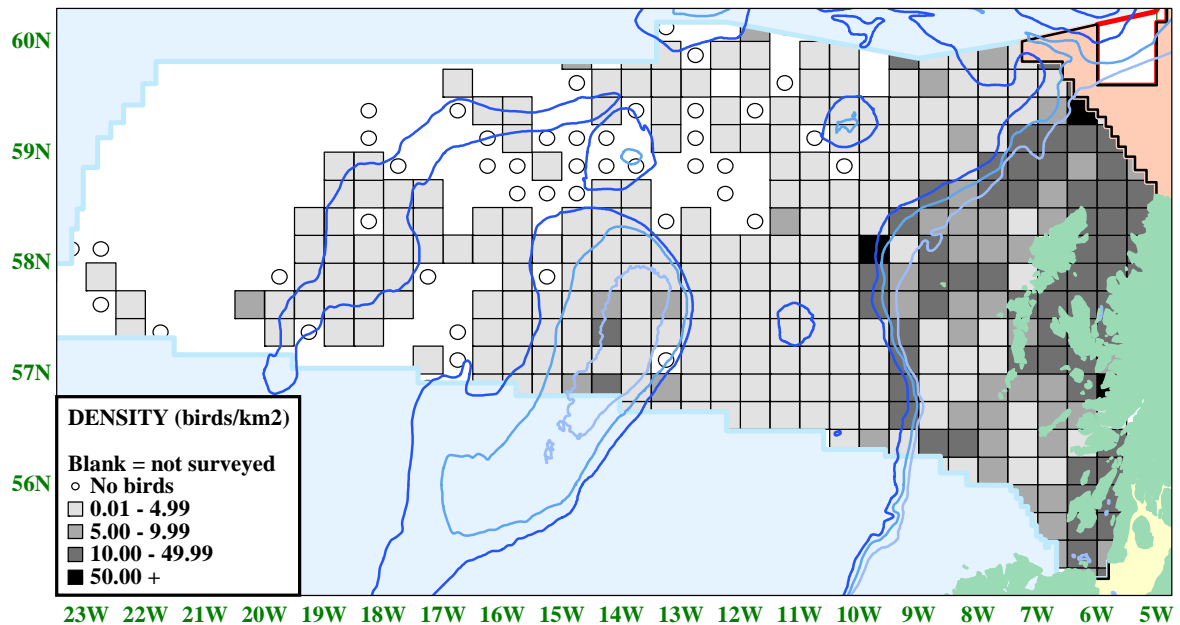 60N
59N
58N
57N
56N
DENSITY (birds/km2)
Blank = not surveyed
No birds
0.01 - 4.99
5.00 - 9.99
10.00 - 49.99
50.00 +
23W 22W 21W 20W 19W 18W 17W 16W 15W 14W 13W 12W 11W 10W 9W 8W 7W 6W 5W